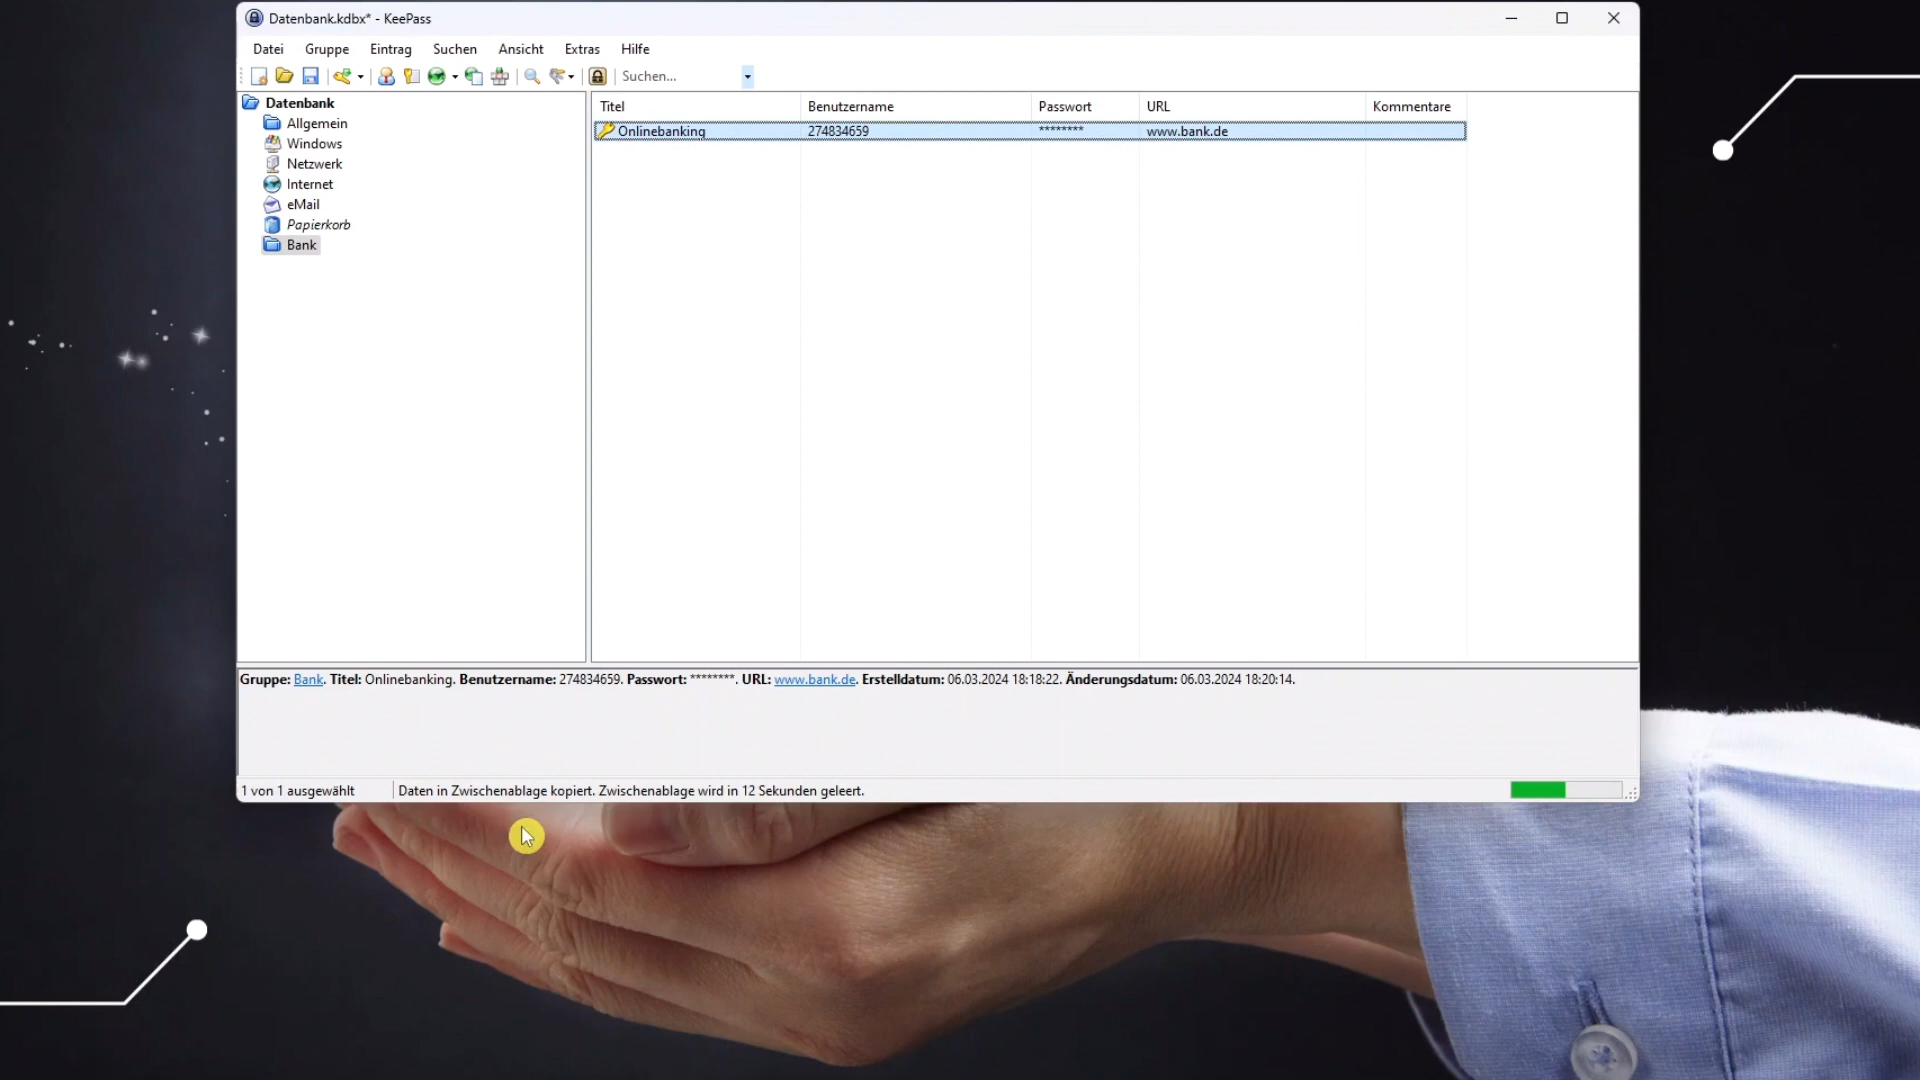 Datenbank.kdbx* - KeePass
Datei Gruppe Eintrag Suchen Ansicht Extras Hilfe
Suchen...
Datenbank
Allgemein
Windows
Netzwerk
Internet
eMail
Papierkorb
Bank
Titel Benutzername Passwort URL Kommentare
Onlinebanking 274834659 ******** www.bank.de
Gruppe: Bank. Titel: Onlinebanking. Benutzername: 274834659. Passwort: ********. URL: www.bank.de. Erstelldatum: 06.03.2024 18:18:22. Änderungsdatum: 06.03.2024 18:20:14.
1 von 1 ausgewählt Daten in Zwischenablage kopiert. Zwischenablage wird in 12 Sekunden geleert.